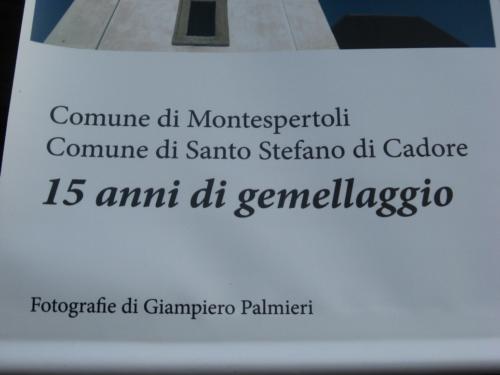 Comune di Montespertoli
Comune di Santo Stefano di Cadore
15 anni di gemellaggio
Fotografie di Giampiero Palmieri